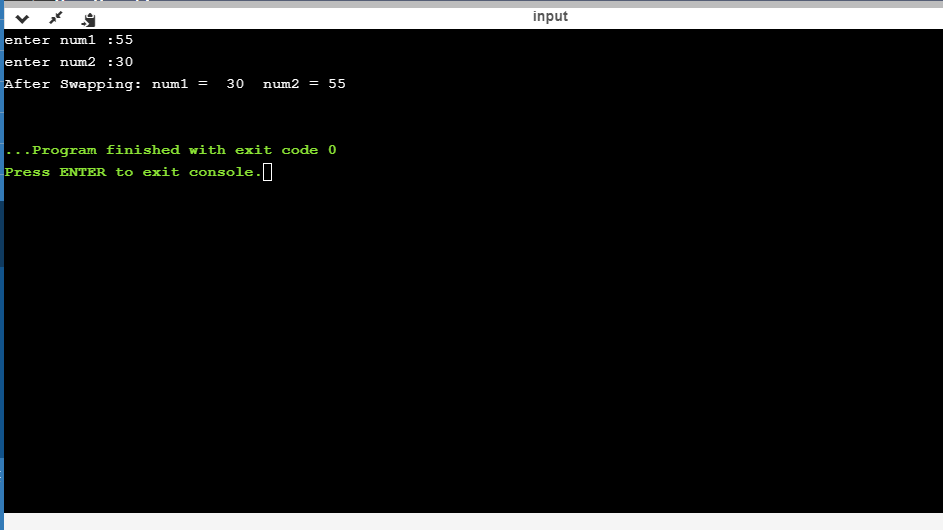 input
enter num1 :55
enter num2 :30
After Swapping: num1 =  30  num2 = 55
...Program finished with exit code 0
Press ENTER to exit console.